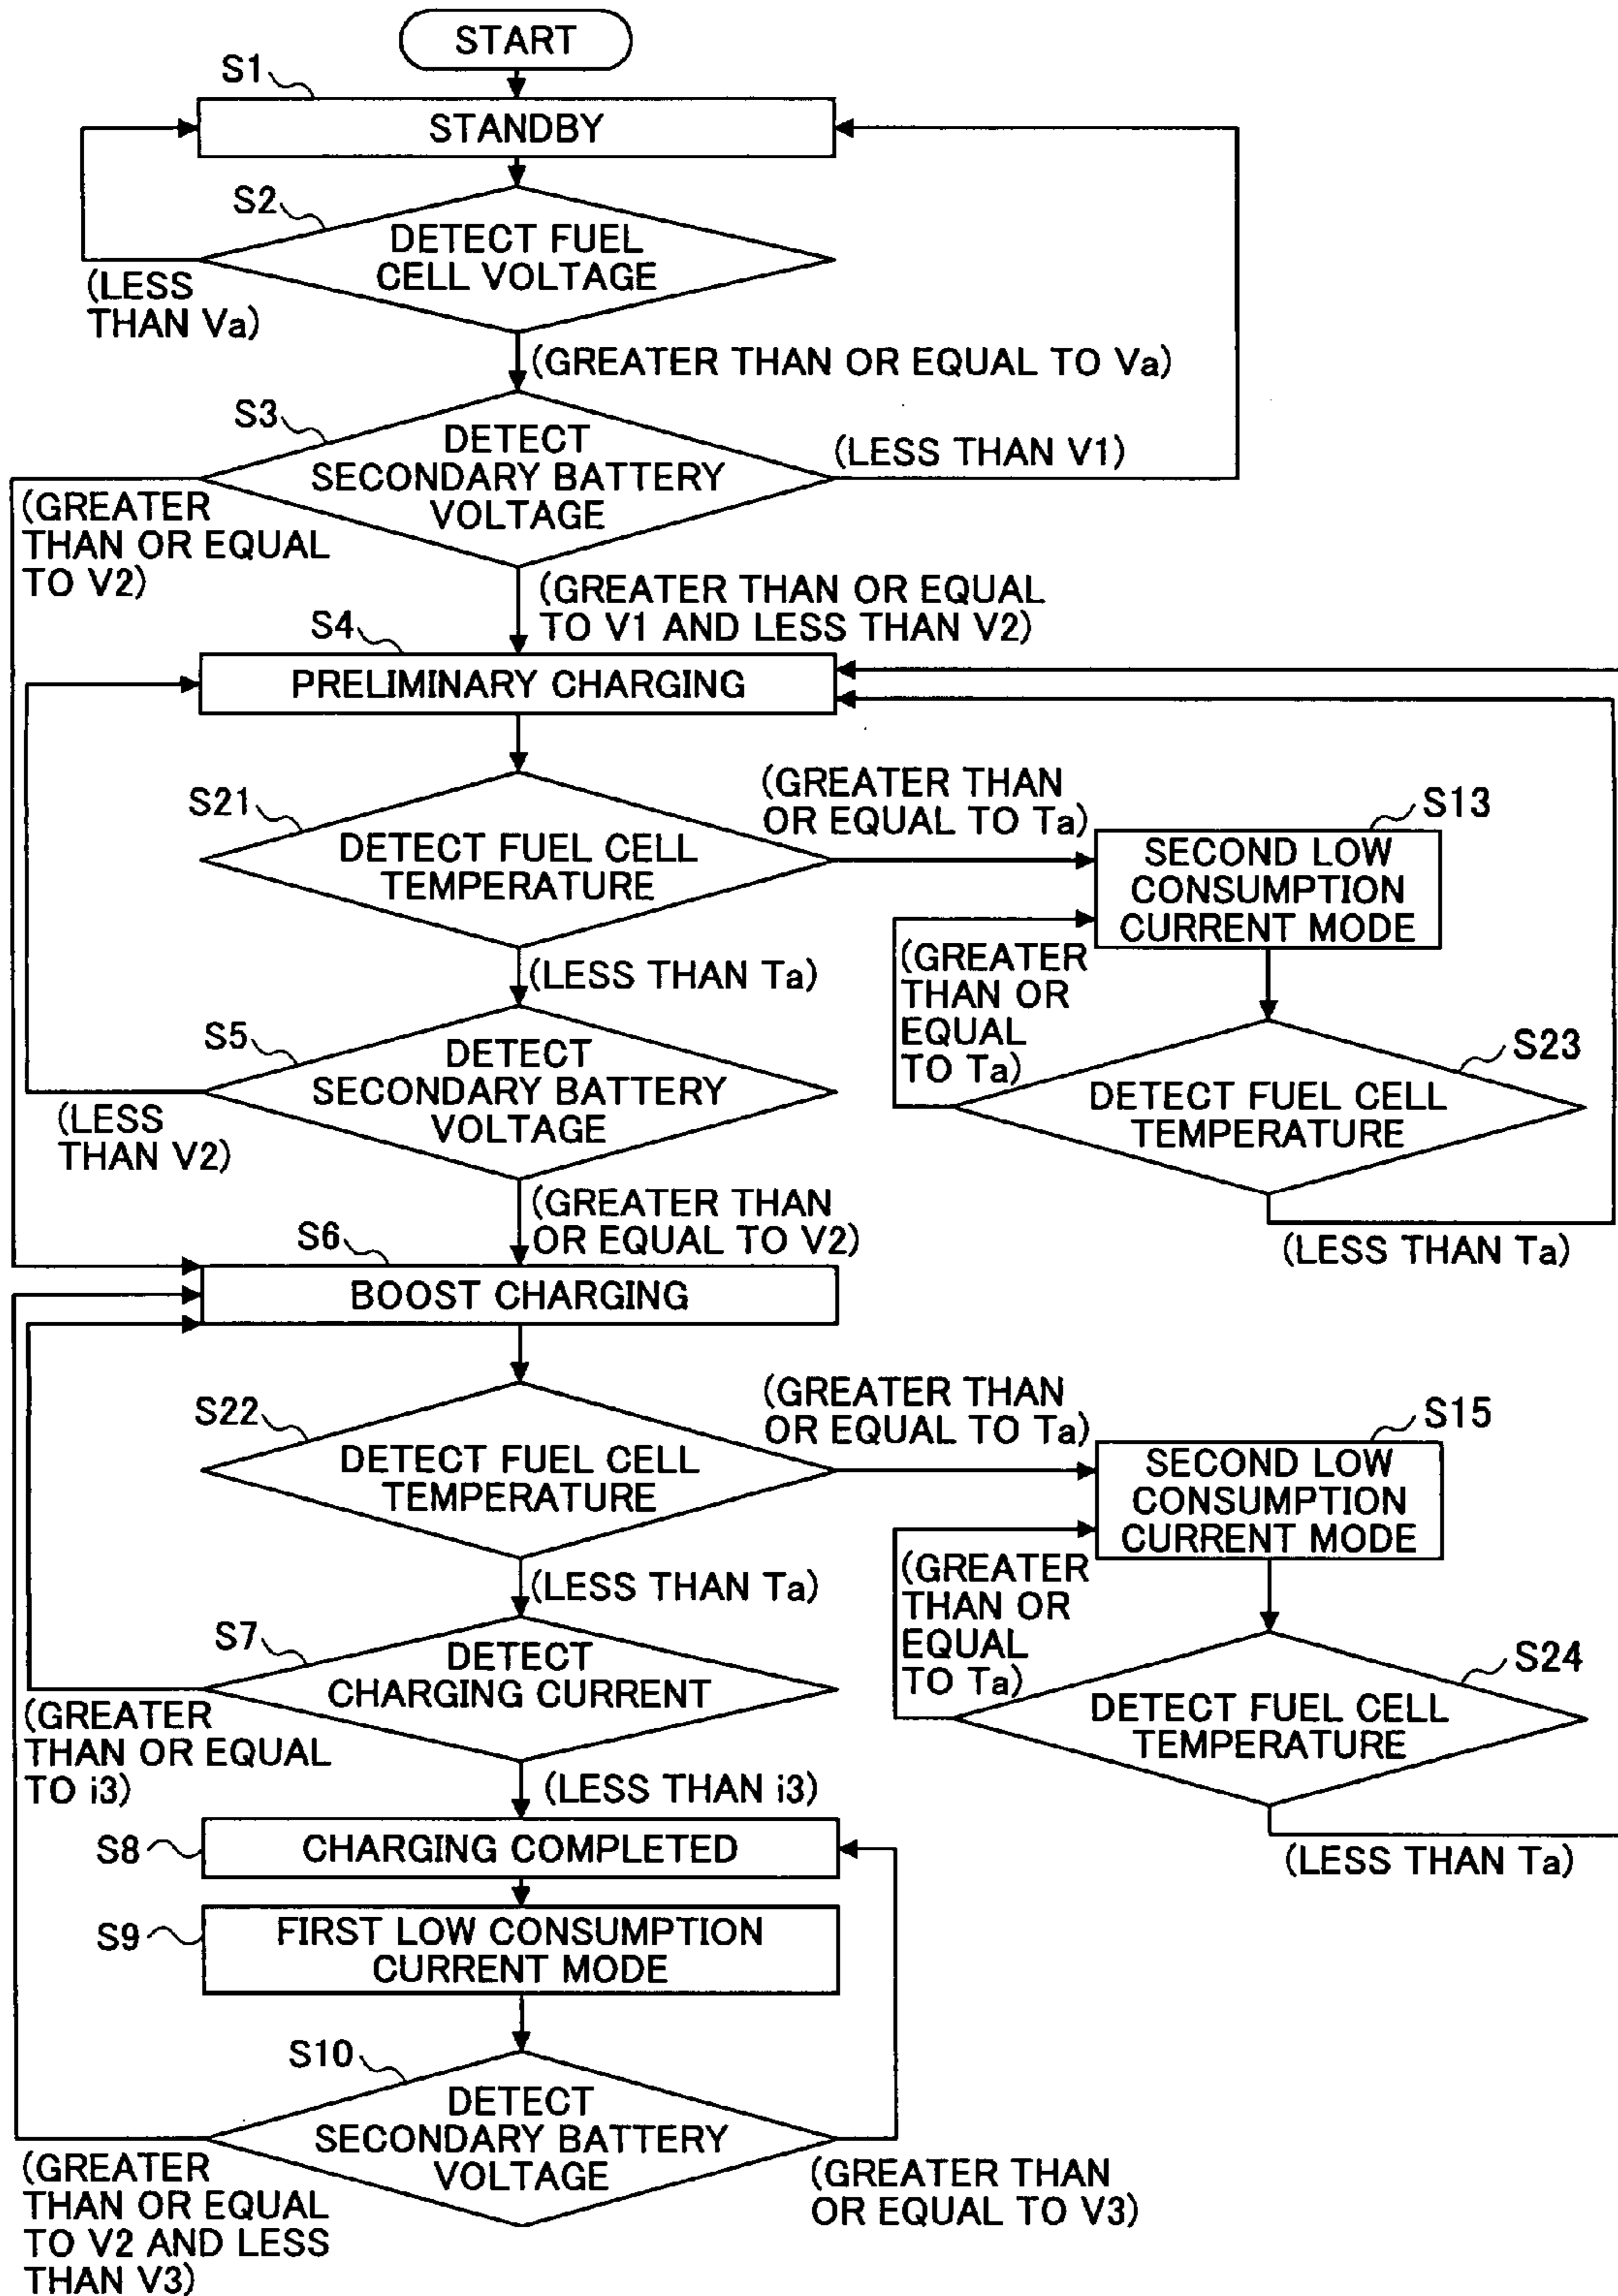 START
S1
STANDBY
S2
DETECT FUEL
CELL VOLTAGE
(LESS
THAN Va)
(GREATER THAN OR EQUAL TO Va)
S3
DETECT
SECONDARY BATTERY
VOLTAGE
(LESS THAN V1)
(GREATER
THAN OR EQUAL
TO V2)
(GREATER THAN OR EQUAL
TO V1 AND LESS THAN V2)
S4
PRELIMINARY CHARGING
S21
DETECT FUEL CELL
TEMPERATURE
(GREATER THAN
OR EQUAL TO Ta)
S13
SECOND LOW
CONSUMPTION
CURRENT MODE
(LESS THAN Ta)
(GREATER
THAN OR
EQUAL
TO Ta)
S23
DETECT FUEL CELL
TEMPERATURE
(LESS THAN Ta)
S5
DETECT
SECONDARY BATTERY
VOLTAGE
(LESS
THAN V2)
(GREATER THAN
OR EQUAL TO V2)
S6
BOOST CHARGING
S22
DETECT FUEL CELL
TEMPERATURE
(GREATER THAN
OR EQUAL TO Ta)
S15
SECOND LOW
CONSUMPTION
CURRENT MODE
(LESS THAN Ta)
(GREATER
THAN OR
EQUAL
TO Ta)
S24
DETECT FUEL CELL
TEMPERATURE
(LESS THAN Ta)
S7
DETECT
CHARGING CURRENT
(GREATER
THAN OR EQUAL
TO i3)
(LESS THAN i3)
S8
CHARGING COMPLETED
S9
FIRST LOW CONSUMPTION
CURRENT MODE
S10
DETECT
SECONDARY BATTERY
VOLTAGE
(GREATER
THAN OR EQUAL
TO V2 AND LESS
THAN V3)
(GREATER THAN
OR EQUAL TO V3)